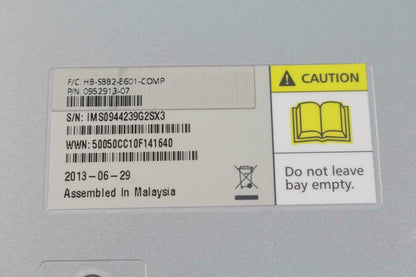 F/C: HB-SBB2-E601-COMP
P/N: 0952913-07
S/N: IMS0944239G2SX3
WWN: 50050CC10F141640
2013-06-29
Assembled In Malaysia
CAUTION
Do not leave
bay empty.